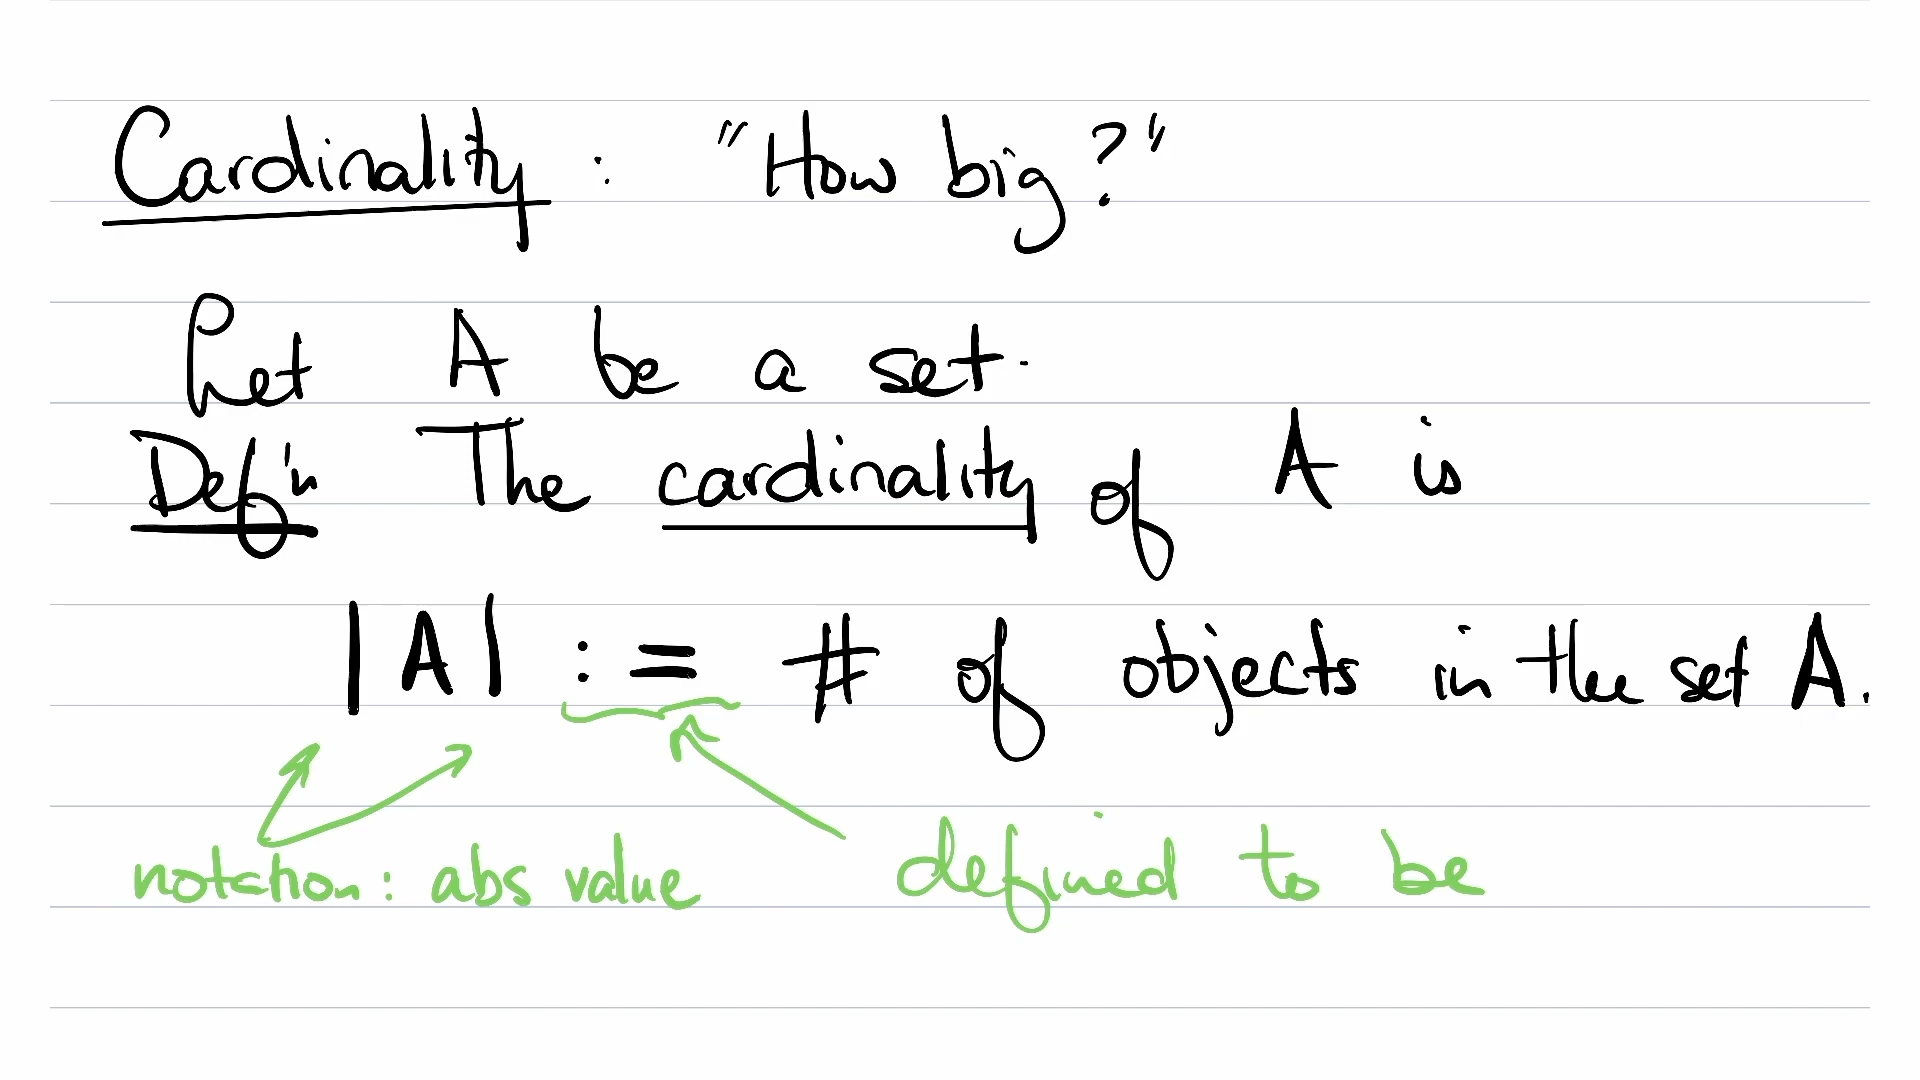 Cardinality : "How big?"
Let A be a set.
Def'n The cardinality of A is
|A| := # of objects in the set A.
notation: abs value defined to be